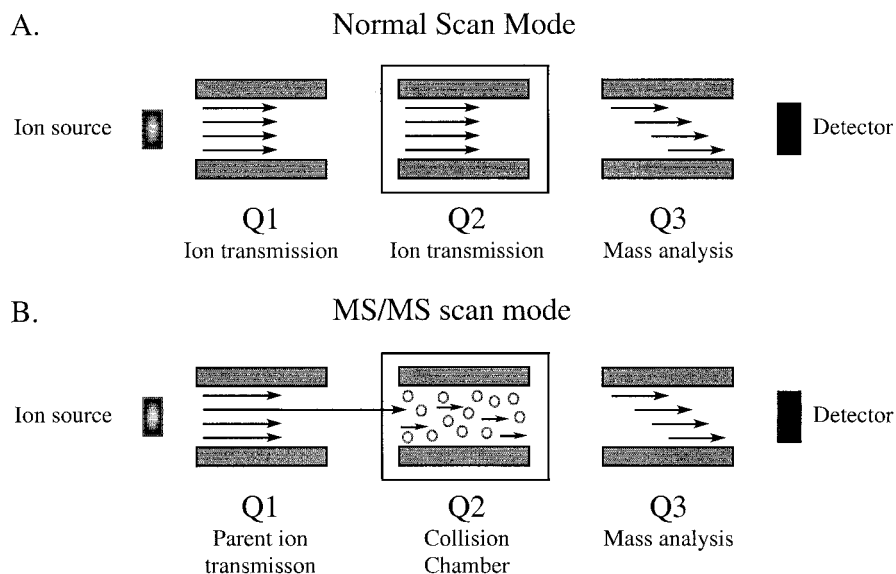 A.
Normal Scan Mode
Ion source
Detector
Q1
Q2
Q3
Ion transmission
Ion transmission
Mass analysis
B.
MS/MS scan mode
Ion source
Detector
Q1
Q2
Q3
Parent ion
transmisson
Collision
Chamber
Mass analysis